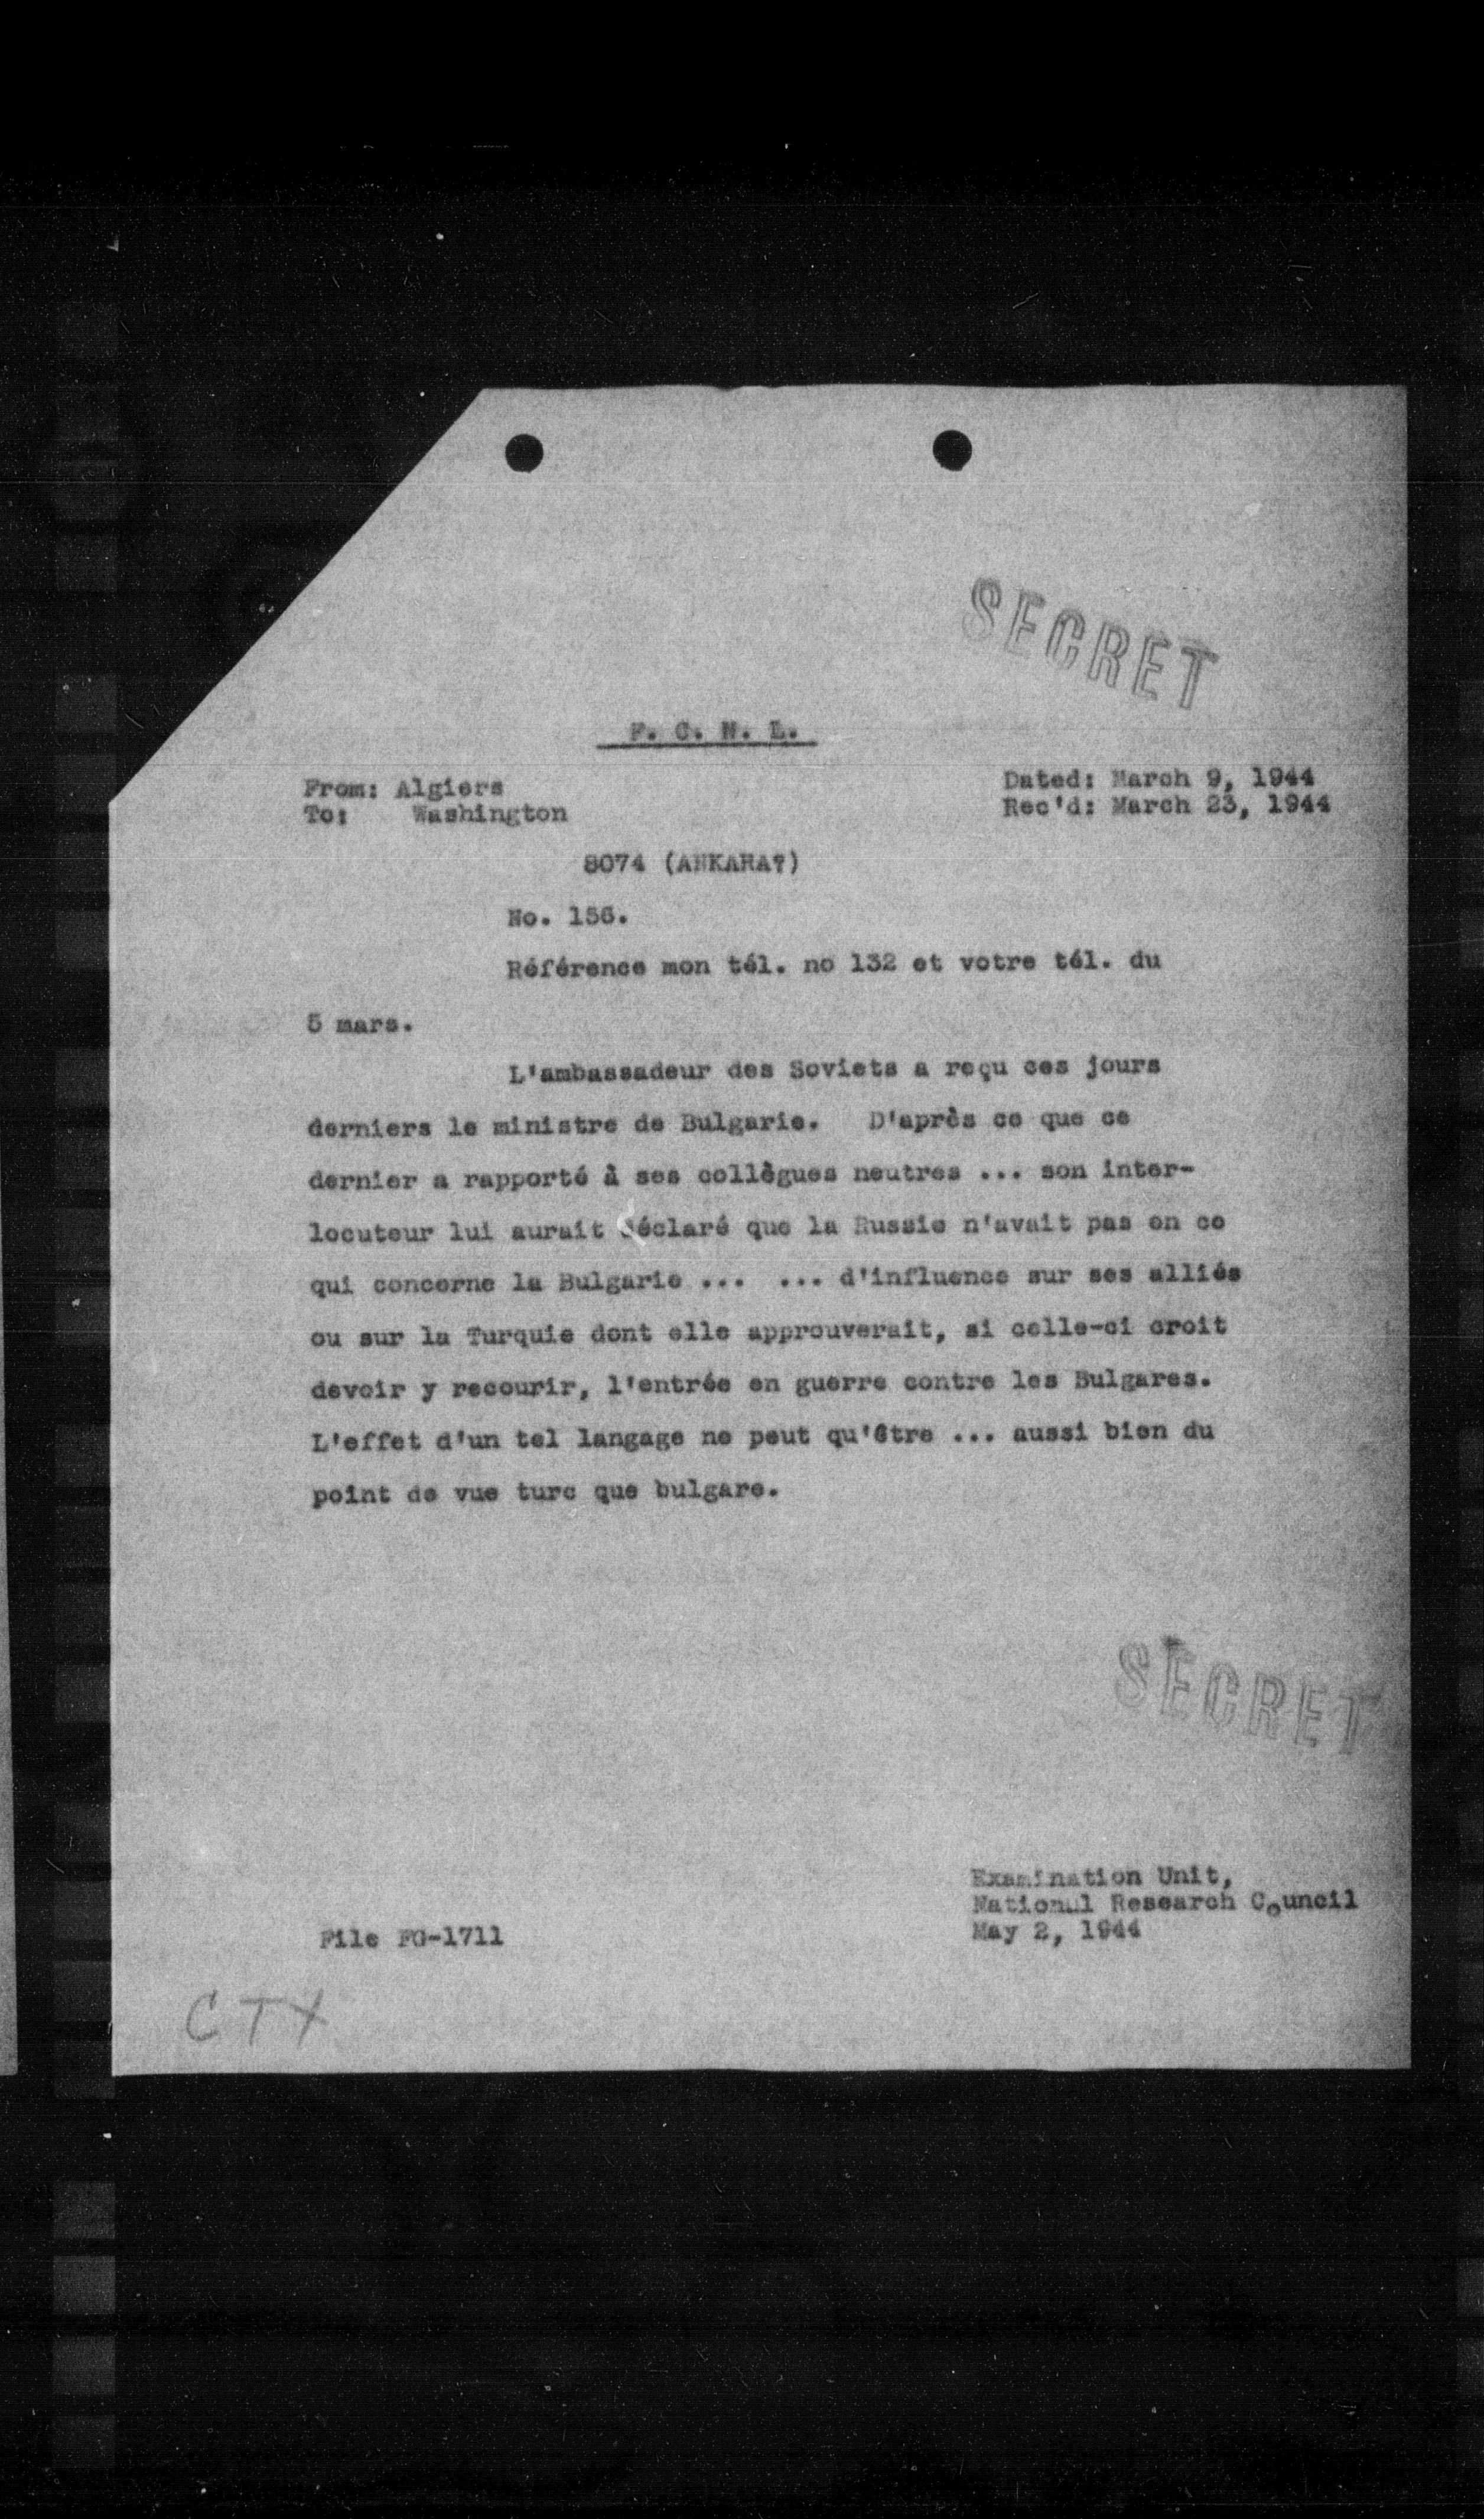 SECRET
F. C. N. L.
From: Algiers
To: Washington
Dated: March 9, 1944
Rec'd: March 23, 1944
8074 (ANKARA?)
No. 156.
Référence mon tél. no 132 et votre tél. du
5 mars.
L'ambassadeur des Soviets a reçu ces jours
derniers le ministre de Bulgarie. D'après ce que ce
dernier a rapporté à ses collègues neutres ... son inter-
locuteur lui aurait déclaré que la Russie n'avait pas en ce
qui concerne la Bulgarie ... ... d'influence sur ses alliés
ou sur la Turquie dont elle approuverait, si celle-ci croit
devoir y recourir, l'entrée en guerre contre les Bulgares.
L'effet d'un tel langage ne peut qu'être ... aussi bien du
point de vue turc que bulgare.
SECRET
Examination Unit,
National Research Council
May 2, 1944
File FG-1711
CTX